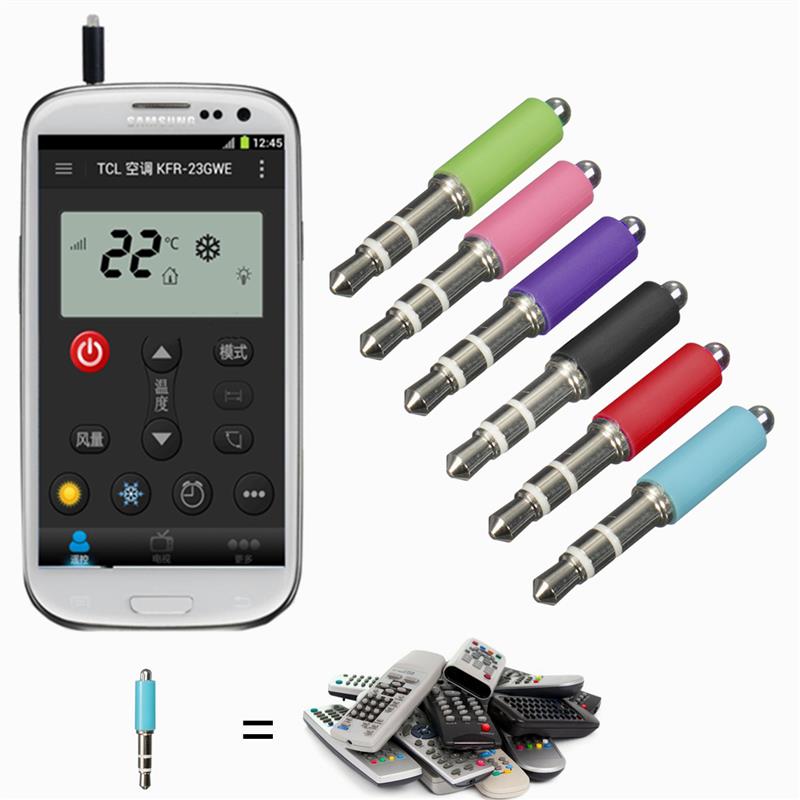 SAMSUNG
12:45
TCL 空调 KFR-23GWE
22°C
模式
温度
风量
遥控
电视
更多
=